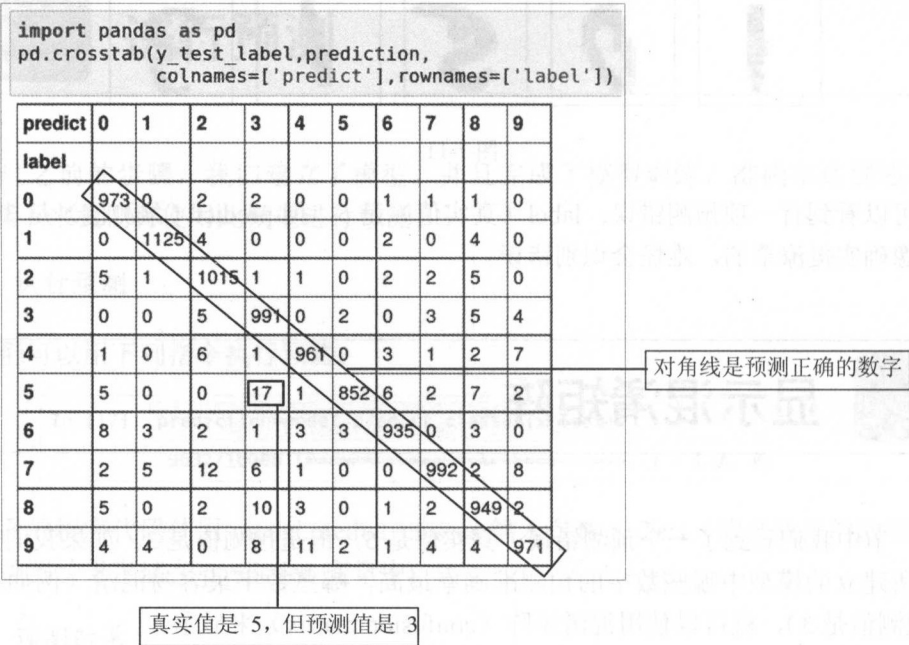 import pandas as pd
pd.crosstab(y_test_label,prediction,
colnames=['predict'],rownames=['label'])
predict 0 1 2 3 4 5 6 7 8 9
label
0 973 0 2 2 0 0 1 1 1 0
1 0 1125 4 0 0 0 2 0 4 0
2 5 1 1015 1 1 0 2 2 5 0
3 0 0 5 991 0 2 0 3 5 4
4 1 0 6 1 961 0 3 1 2 7
5 5 0 0 17 1 852 6 2 7 2
6 8 3 2 1 3 3 935 0 3 0
7 2 5 12 6 1 0 0 992 2 8
8 5 0 2 10 3 0 1 2 949 2
9 4 4 0 8 11 2 1 4 4 971
对角线是预测正确的数字
真实值是 5，但预测值是 3